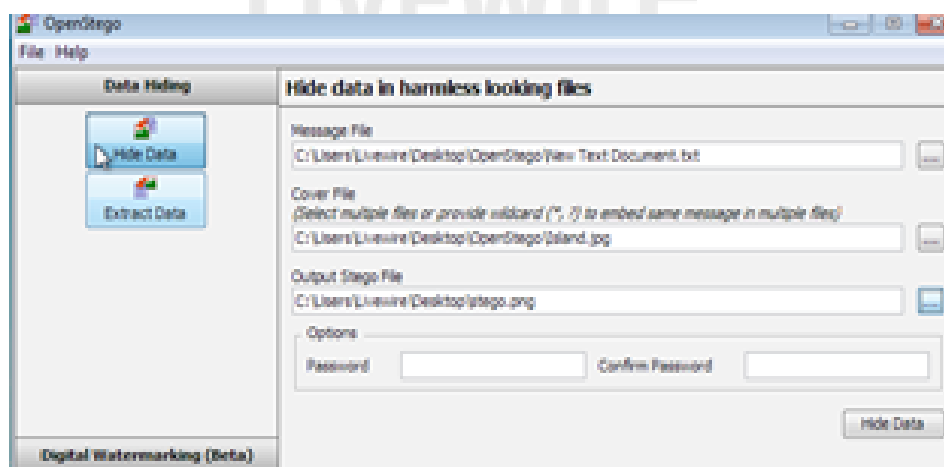 LIVEWIRE
OpenStego
File Help
Data Hiding
Hide data in harmless looking files
Hide Data
Extract Data
Message File
C:\Users\Livewire\Desktop\OpenStego\New Text Document.txt
...
Cover File
(Select multiple files or provide wildcard (*, ?) to embed same message in multiple files)
C:\Users\Livewire\Desktop\OpenStego\Island.jpg
...
Output Stego File
C:\Users\Livewire\Desktop\stego.png
...
Options
Password
Confirm Password
Hide Data
Digital Watermarking (Beta)